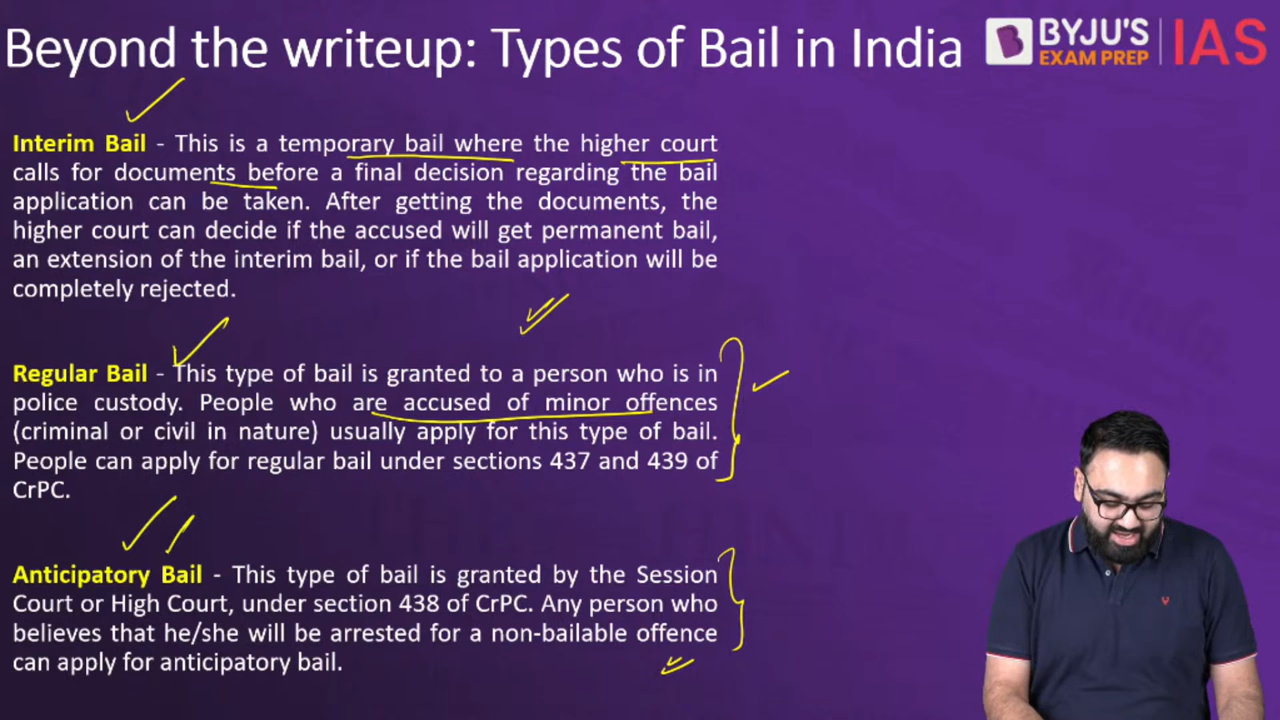 Beyond the writeup: Types of Bail in India
BYJU'S
EXAM PREP
IAS
Interim Bail - This is a temporary bail where the higher court
calls for documents before a final decision regarding the bail
application can be taken. After getting the documents, the
higher court can decide if the accused will get permanent bail,
an extension of the interim bail, or if the bail application will be
completely rejected.
Regular Bail - This type of bail is granted to a person who is in
police custody. People who are accused of minor offences
(criminal or civil in nature) usually apply for this type of bail.
People can apply for regular bail under sections 437 and 439 of
CrPC.
Anticipatory Bail - This type of bail is granted by the Session
Court or High Court, under section 438 of CrPC. Any person who
believes that he/she will be arrested for a non-bailable offence
can apply for anticipatory bail.